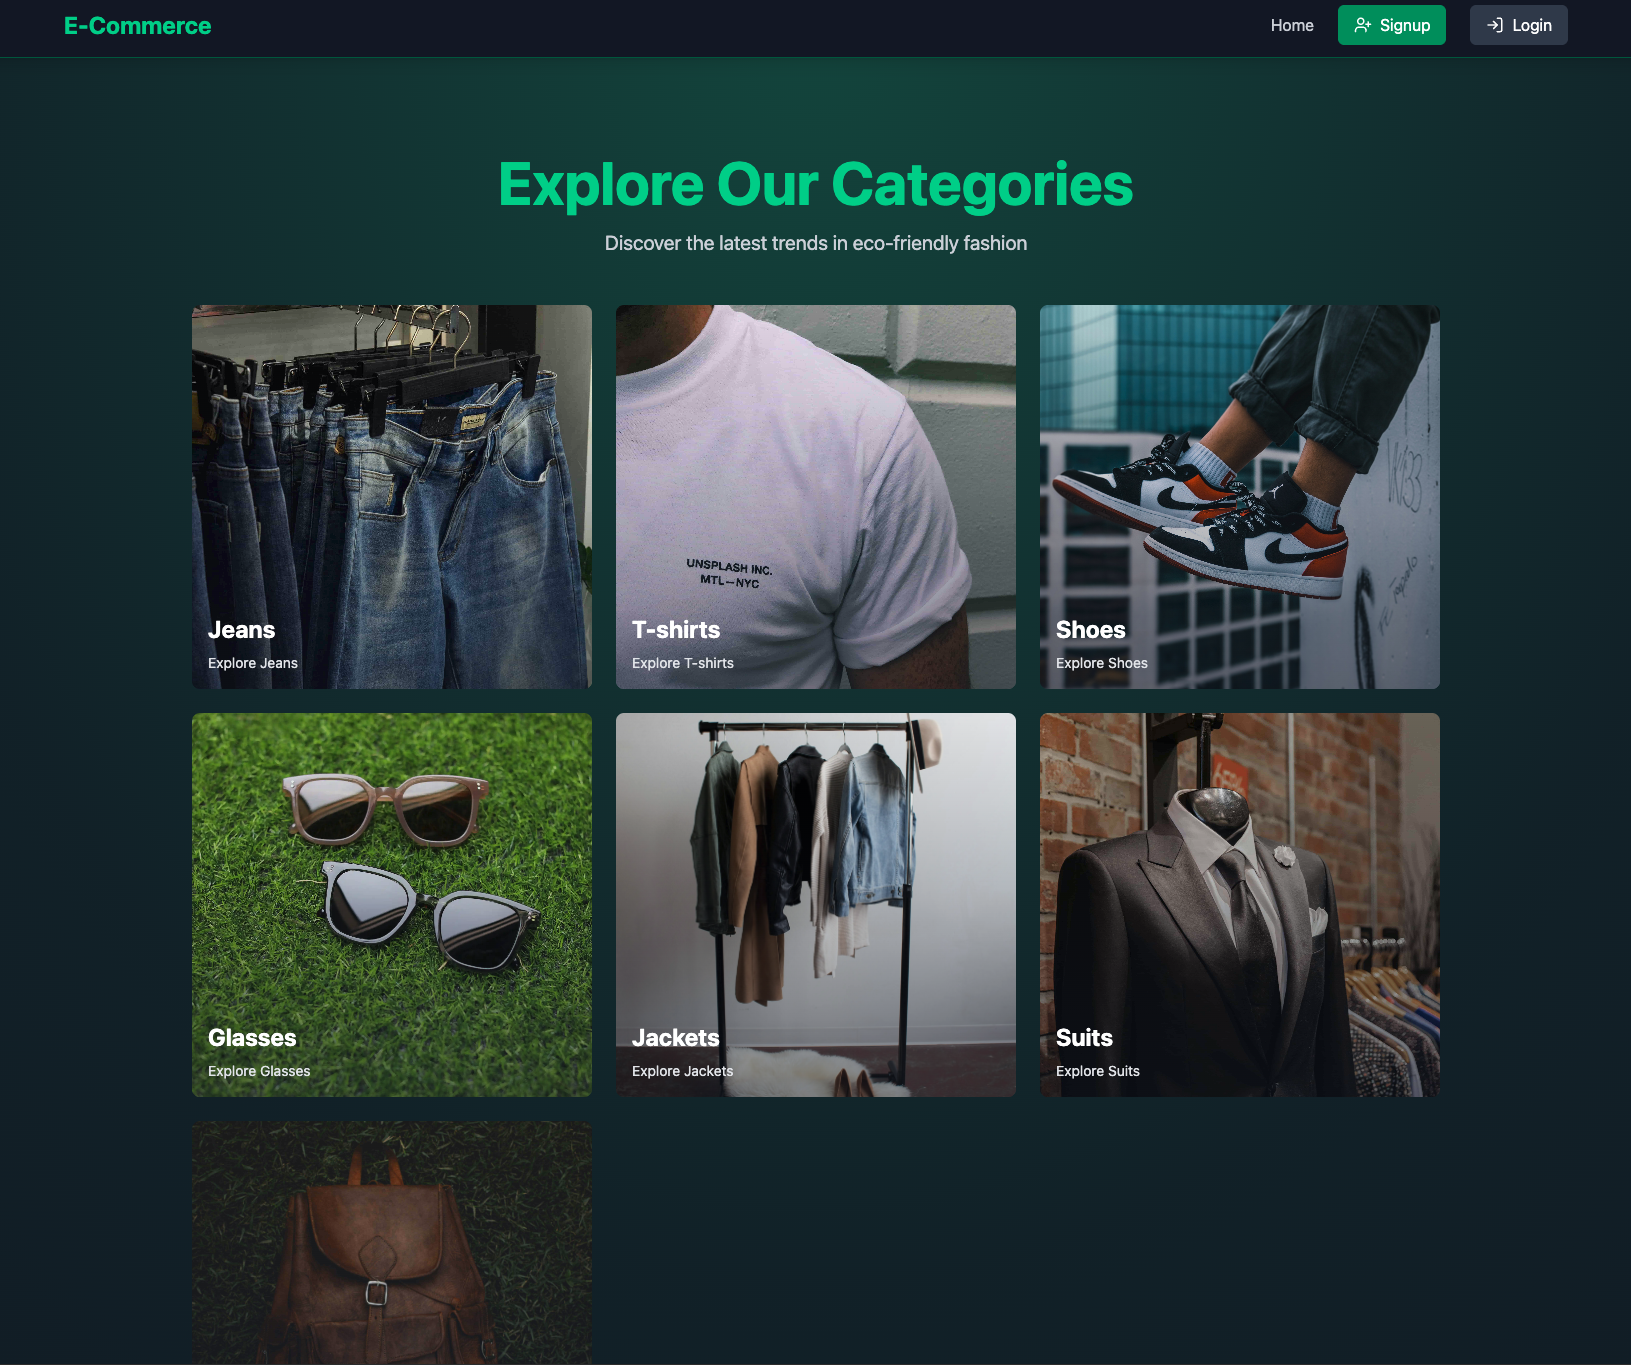 E-Commerce
Home
Signup
Login
Explore Our Categories
Discover the latest trends in eco-friendly fashion
UNSPLASH INC.
MTL—NYC
Jeans
Explore Jeans
T-shirts
Explore T-shirts
Shoes
Explore Shoes
Glasses
Explore Glasses
Jackets
Explore Jackets
Suits
Explore Suits